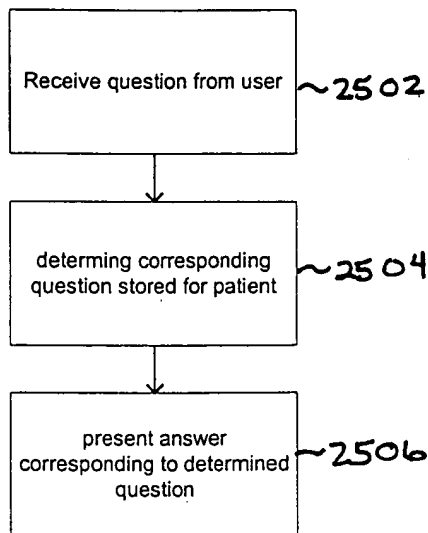 Receive question from user
~2502
determing corresponding
question stored for patient
~2504
present answer
corresponding to determined
question
~2506